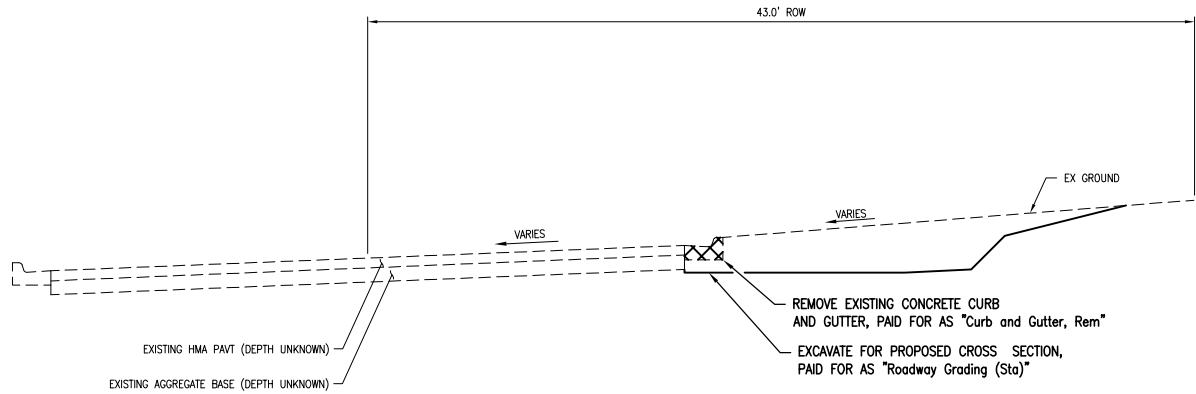 43.0' ROW
EX GROUND
VARIES
VARIES
REMOVE EXISTING CONCRETE CURB
AND GUTTER, PAID FOR AS "Curb and Gutter, Rem"
EXISTING HMA PAVT (DEPTH UNKNOWN)
EXCAVATE FOR PROPOSED CROSS SECTION,
PAID FOR AS "Roadway Grading (Sta)"
EXISTING AGGREGATE BASE (DEPTH UNKNOWN)